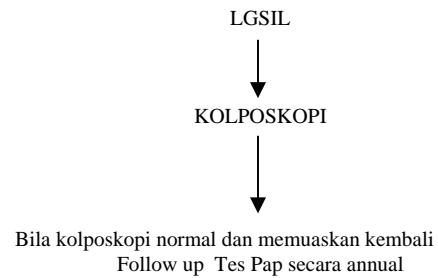 LGSIL
KOLPOSKOPI
Bila kolposkopi normal dan memuaskan kembali
Follow up Tes Pap secara annual